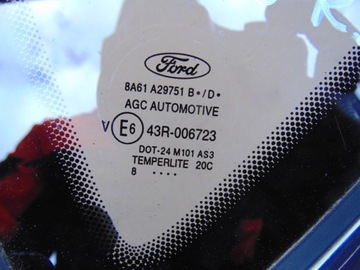 Ford
8A61 A29751 B•/D•
AGC AUTOMOTIVE
V E6 43R-006723
DOT-24 M101 AS3
TEMPERLITE 20C
8 ····